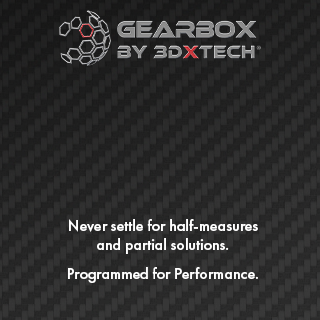 GEARBOX
BY 3DXTECH®
Never settle for half-measures
and partial solutions.
Programmed for Performance.